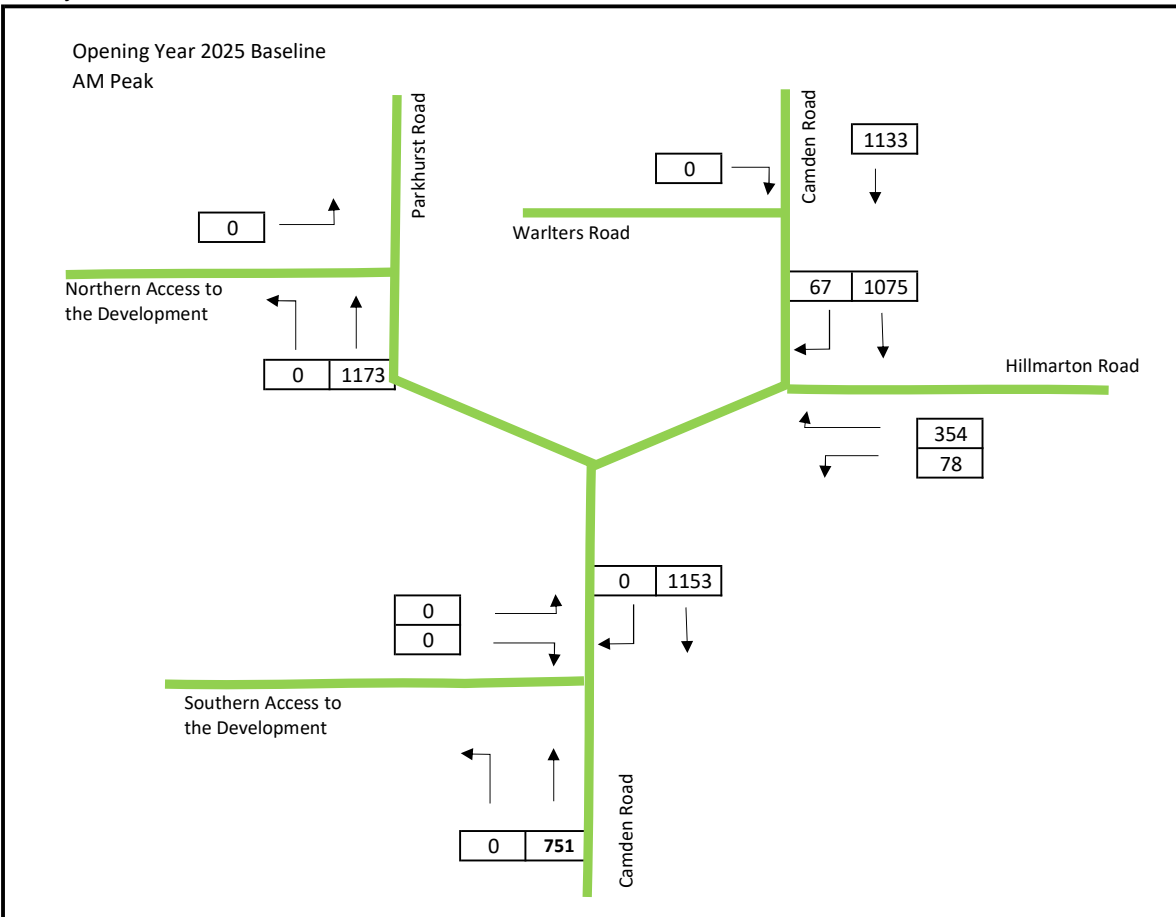 Opening Year 2025 Baseline
AM Peak
Parkhurst Road
Camden Road
1133
0
0
Warlters Road
Northern Access to
the Development
67 1075
0 1173
Hillmarton Road
354
78
0 1153
0
0
Southern Access to
the Development
Camden Road
0 751